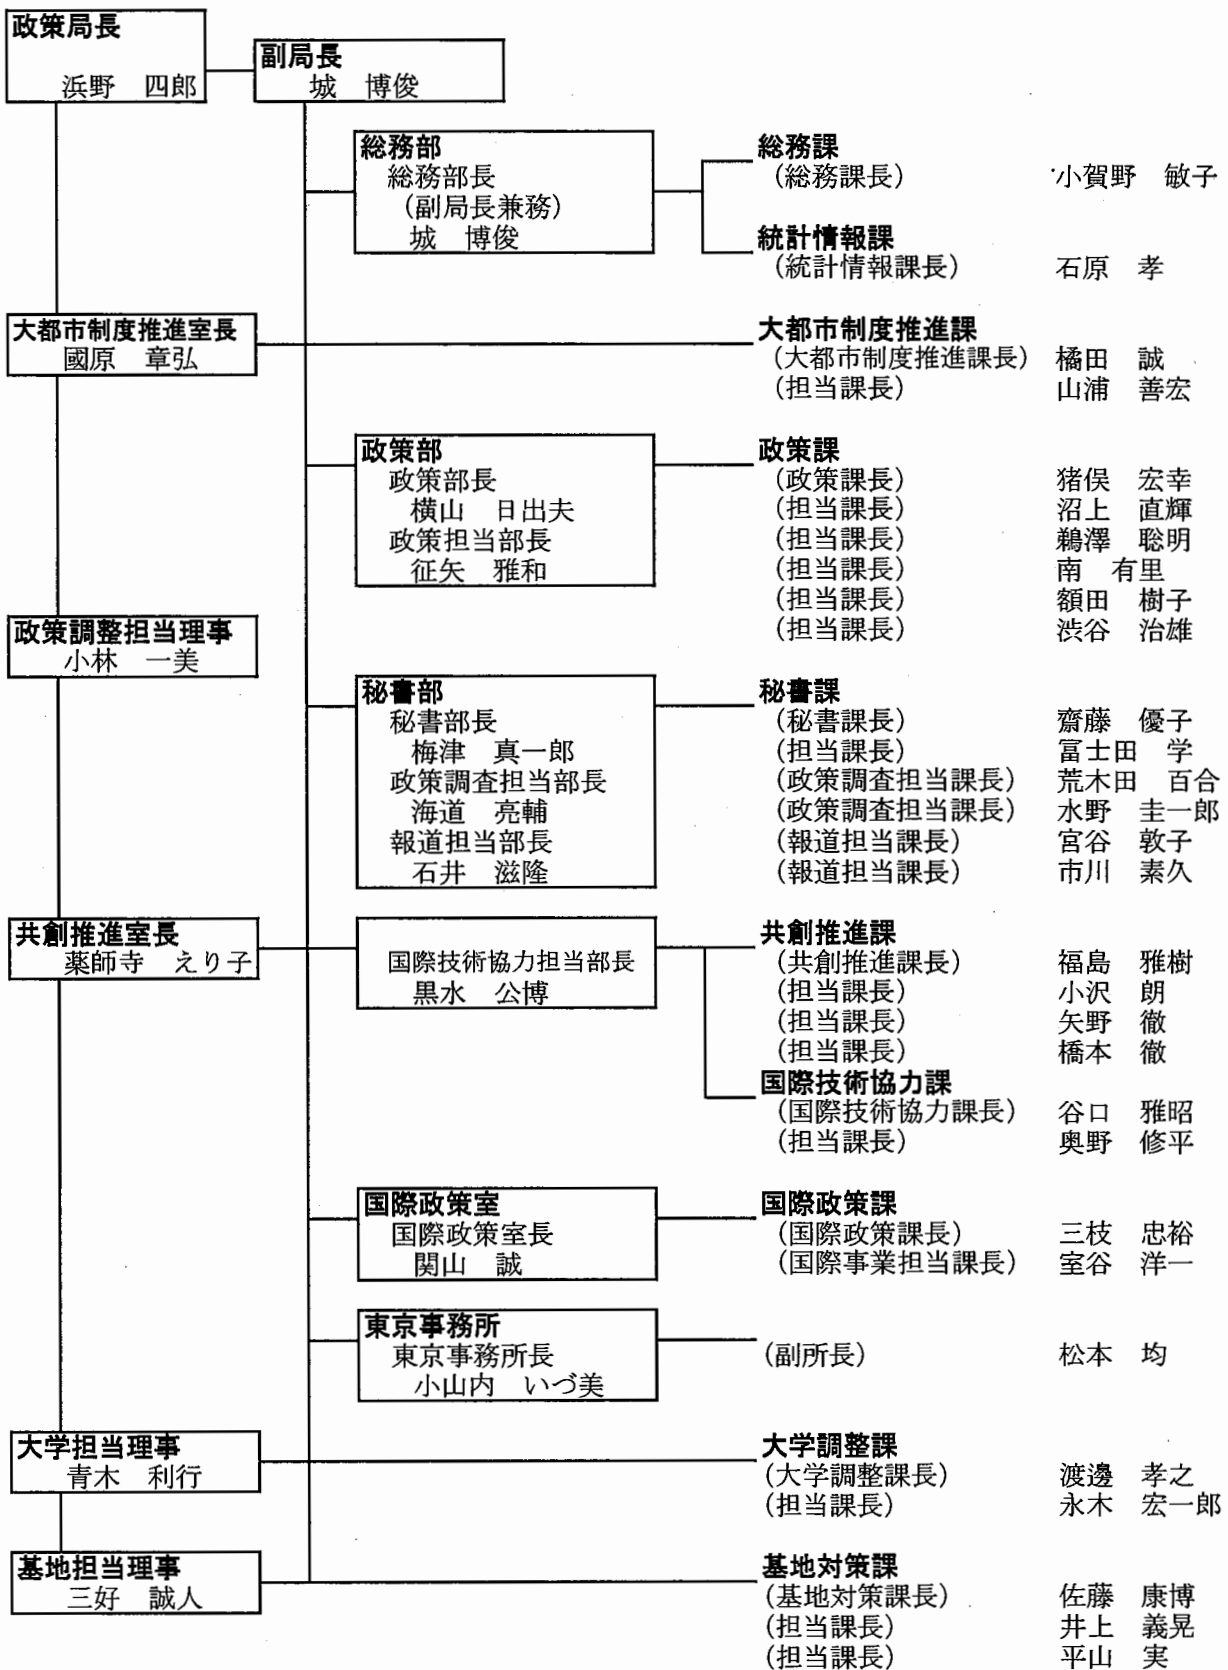 政策局長
浜野　四郎
副局長
城　博俊
総務部
総務部長
(副局長兼務)
城　博俊
総務課
(総務課長)　小賀野　敏子
統計情報課
(統計情報課長)　石原　孝
大都市制度推進室長
國原　章弘
大都市制度推進課
(大都市制度推進課長)　橘田　誠
(担当課長)　山浦　善宏
政策部
政策部長
横山　日出夫
政策担当部長
征矢　雅和
政策課
(政策課長)　猪俣　宏幸
(担当課長)　沼上　直輝
(担当課長)　鵜澤　聡明
(担当課長)　南　有里
(担当課長)　額田　樹子
(担当課長)　渋谷　治雄
政策調整担当理事
小林　一美
秘書部
秘書部長
梅津　真一郎
政策調査担当部長
海道　亮輔
報道担当部長
石井　滋隆
秘書課
(秘書課長)　齋藤　優子
(担当課長)　冨士田　学
(政策調査担当課長)　荒木田　百合
(政策調査担当課長)　水野　圭一郎
(報道担当課長)　宮谷　敦子
(報道担当課長)　市川　素久
共創推進室長
薬師寺　えり子
国際技術協力担当部長
黒水　公博
共創推進課
(共創推進課長)　福島　雅樹
(担当課長)　小沢　朗
(担当課長)　矢野　徹
(担当課長)　橋本　徹
国際技術協力課
(国際技術協力課長)　谷口　雅昭
(担当課長)　奥野　修平
国際政策室
国際政策室長
関山　誠
国際政策課
(国際政策課長)　三枝　忠裕
(国際事業担当課長)　室谷　洋一
東京事務所
東京事務所長
小山内　いづ美
(副所長)　松本　均
大学担当理事
青木　利行
大学調整課
(大学調整課長)　渡邊　孝之
(担当課長)　永木　宏一郎
基地担当理事
三好　誠人
基地対策課
(基地対策課長)　佐藤　康博
(担当課長)　井上　義晃
(担当課長)　平山　実